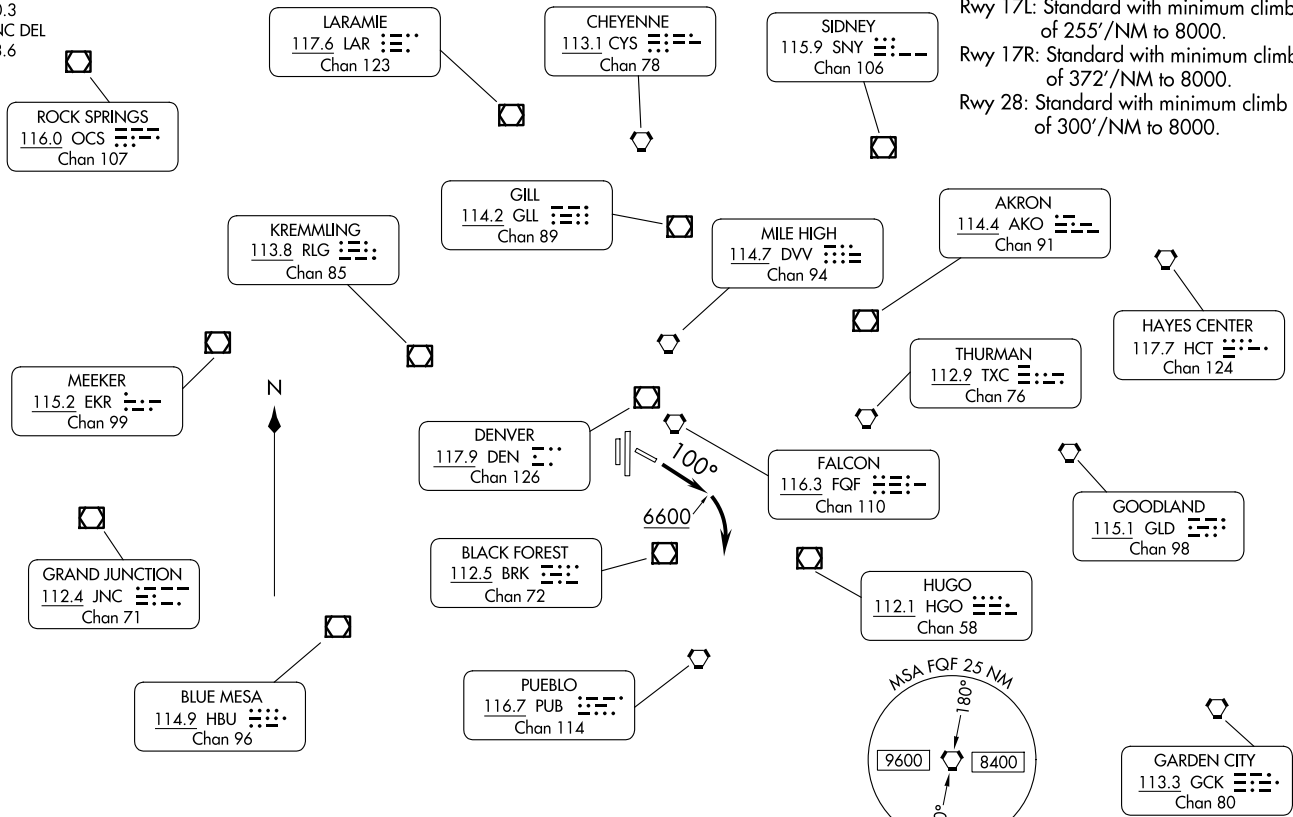 0.3
NC DEL
3.6
Rwy 17L: Standard with minimum climb
of 255'/NM to 8000.
Rwy 17R: Standard with minimum climb
of 372'/NM to 8000.
Rwy 28: Standard with minimum climb
of 300'/NM to 8000.
LARAMIE
117.6 LAR
Chan 123
CHEYENNE
113.1 CYS
Chan 78
SIDNEY
115.9 SNY
Chan 106
ROCK SPRINGS
116.0 OCS
Chan 107
GILL
114.2 GLL
Chan 89
AKRON
114.4 AKO
Chan 91
KREMMLING
113.8 RLG
Chan 85
MILE HIGH
114.7 DVV
Chan 94
HAYES CENTER
117.7 HCT
Chan 124
THURMAN
112.9 TXC
Chan 76
MEEKER
115.2 EKR
Chan 99
N
DENVER
117.9 DEN
Chan 126
100°
FALCON
116.3 FQF
Chan 110
6600
GOODLAND
115.1 GLD
Chan 98
BLACK FOREST
112.5 BRK
Chan 72
GRAND JUNCTION
112.4 JNC
Chan 71
HUGO
112.1 HGO
Chan 58
BLUE MESA
114.9 HBU
Chan 96
PUEBLO
116.7 PUB
Chan 114
MSA FQF 25 NM
180°
9600
8400
GARDEN CITY
113.3 GCK
Chan 80